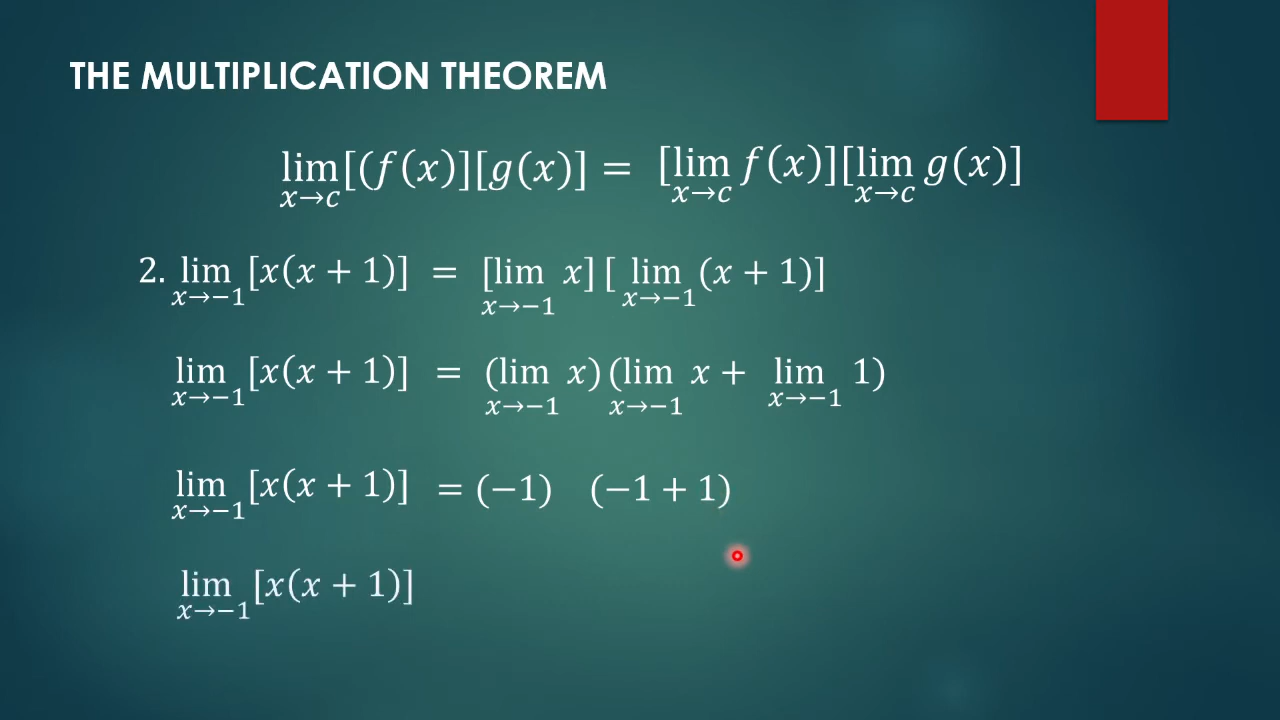 THE MULTIPLICATION THEOREM
lim x→c [(f(x)][g(x)] = [lim x→c f(x)][lim x→c g(x)]
2. lim x→−1 [x(x + 1)] = [lim x→−1 x] [ lim x→−1 (x + 1)]
lim x→−1 [x(x + 1)] = (lim x→−1 x) (lim x→−1 x + lim x→−1 1)
lim x→−1 [x(x + 1)] = (−1) (−1 + 1)
lim x→−1 [x(x + 1)]